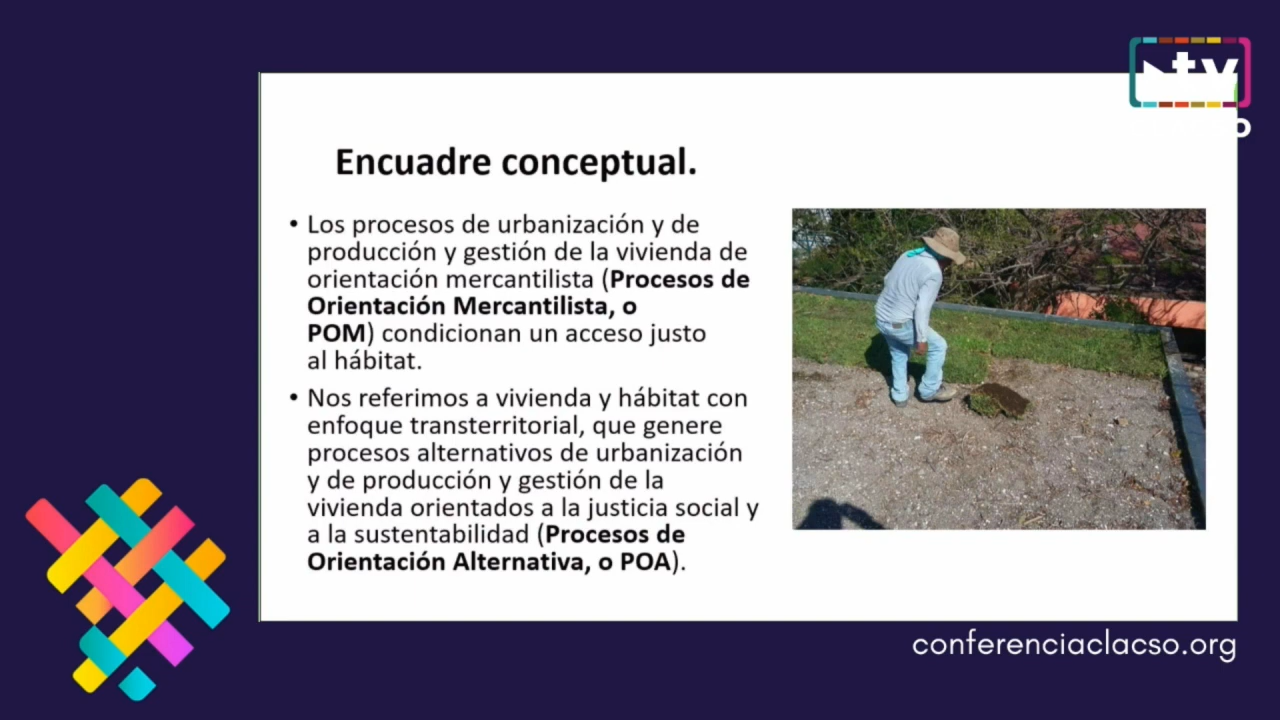 tv
Encuadre conceptual.
• Los procesos de urbanización y de
producción y gestión de la vivienda de
orientación mercantilista (Procesos de
Orientación Mercantilista, o
POM) condicionan un acceso justo
al hábitat.
• Nos referimos a vivienda y hábitat con
enfoque transterritorial, que genere
procesos alternativos de urbanización
y de producción y gestión de la
vivienda orientados a la justicia social y
a la sustentabilidad (Procesos de
Orientación Alternativa, o POA).
conferenciaclacso.org